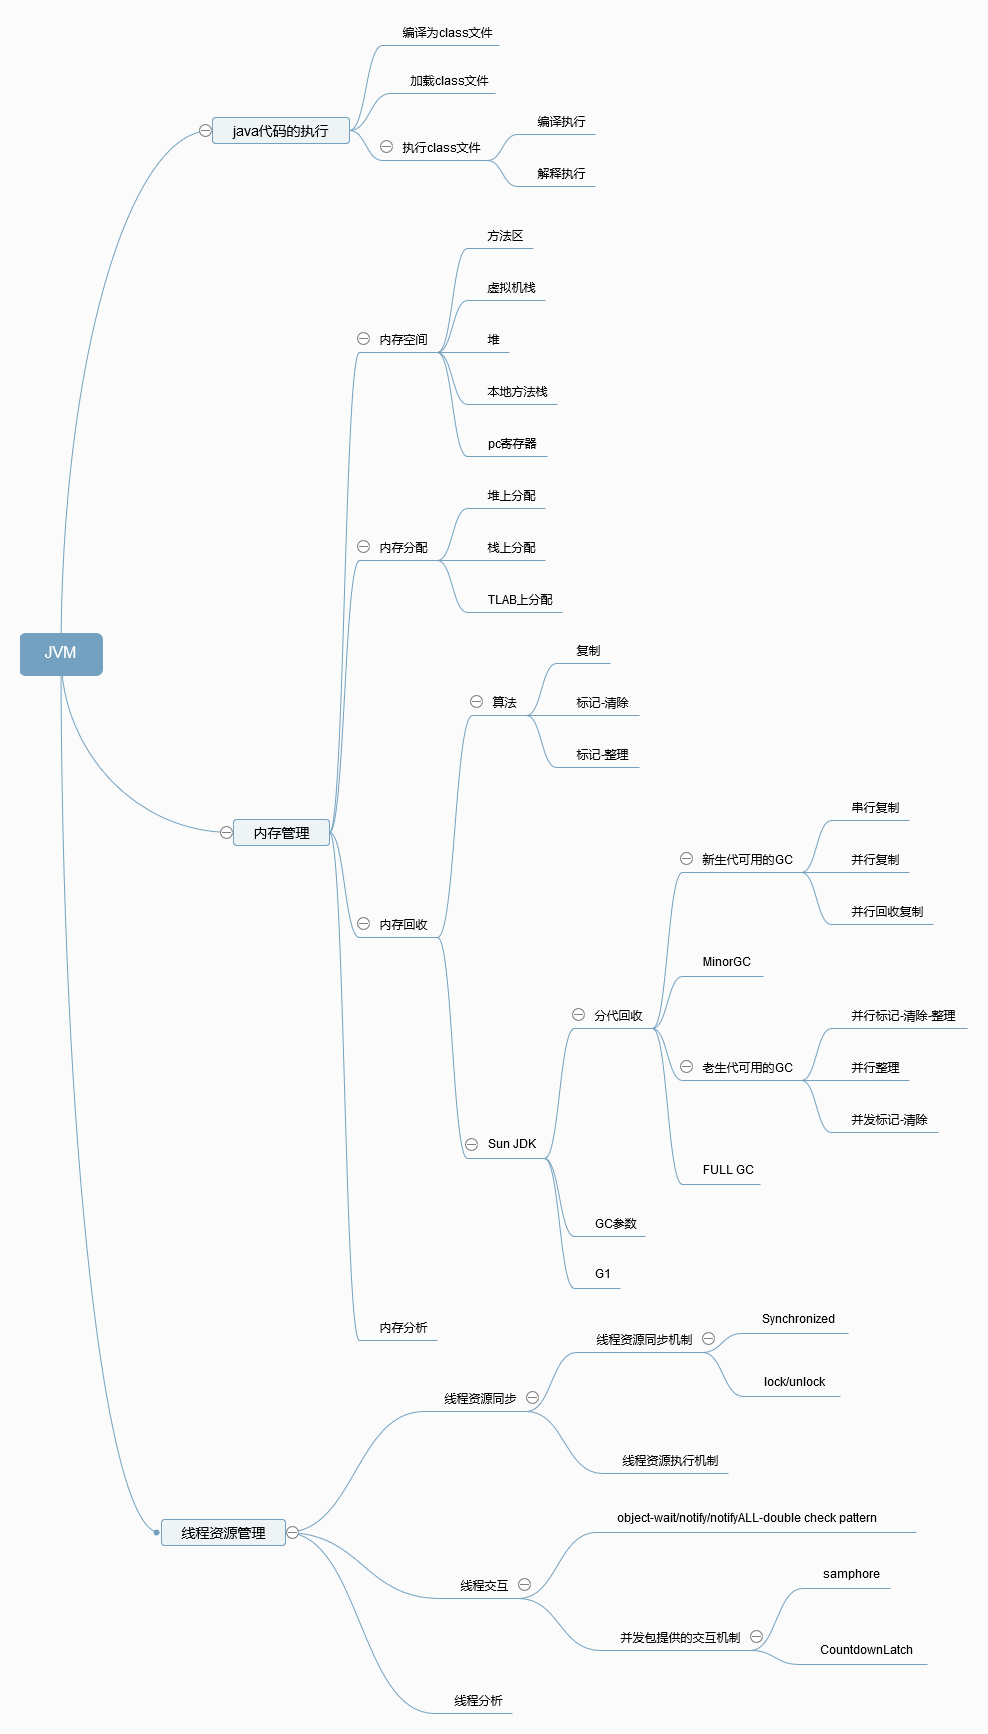 JVM
java代码的执行
编译为class文件
加载class文件
执行class文件
编译执行
解释执行
内存管理
内存空间
方法区
虚拟机栈
堆
本地方法栈
pc寄存器
内存分配
堆上分配
栈上分配
TLAB上分配
内存回收
算法
复制
标记-清除
标记-整理
Sun JDK
分代回收
新生代可用的GC
串行复制
并行复制
并行回收复制
MinorGC
老生代可用的GC
并行标记-清除-整理
并行整理
并发标记-清除
FULL GC
GC参数
G1
内存分析
线程资源管理
线程资源同步
线程资源同步机制
Synchronized
lock/unlock
线程资源执行机制
线程交互
object-wait/notify/notifyALL-double check pattern
并发包提供的交互机制
samphore
CountdownLatch
线程分析